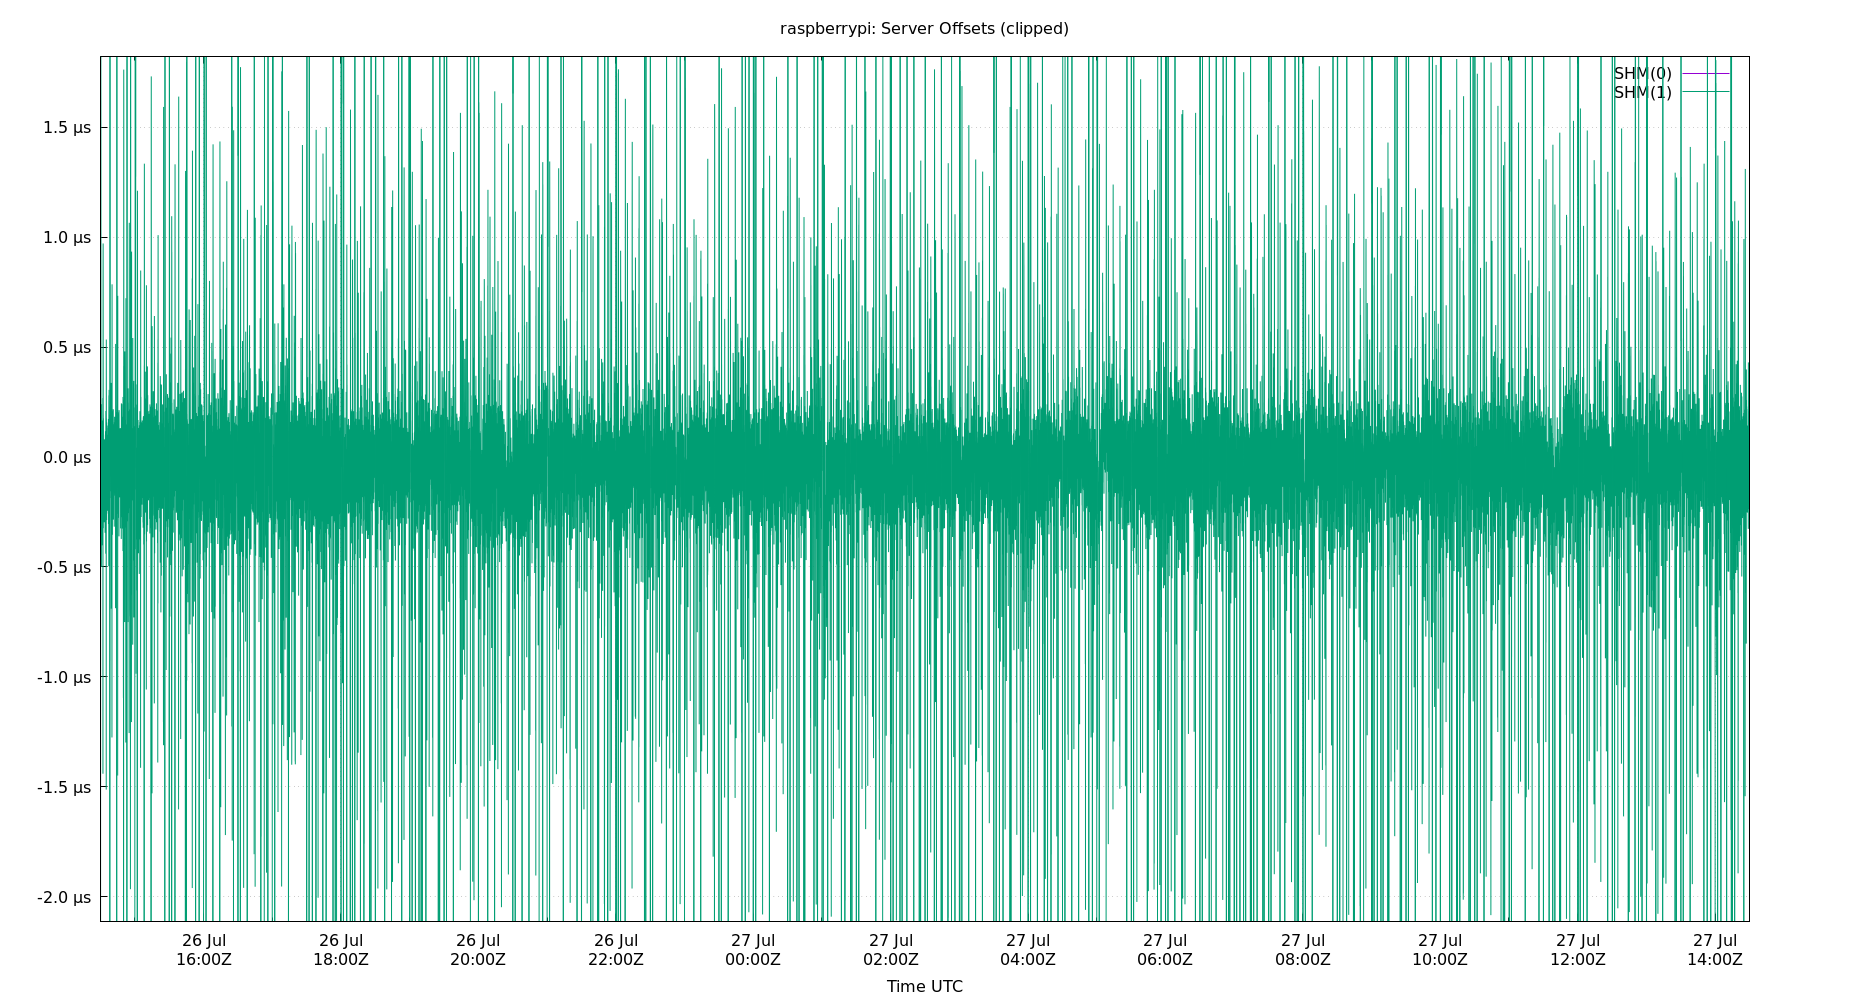 raspberrypi: Server Offsets (clipped)
SHM(0)
SHM(1)
1.5 µs
1.0 µs
0.5 µs
0.0 µs
-0.5 µs
-1.0 µs
-1.5 µs
-2.0 µs
26 Jul 26 Jul 26 Jul 26 Jul 27 Jul 27 Jul 27 Jul 27 Jul 27 Jul 27 Jul 27 Jul 27 Jul
16:00Z 18:00Z 20:00Z 22:00Z 00:00Z 02:00Z 04:00Z 06:00Z 08:00Z 10:00Z 12:00Z 14:00Z
Time UTC